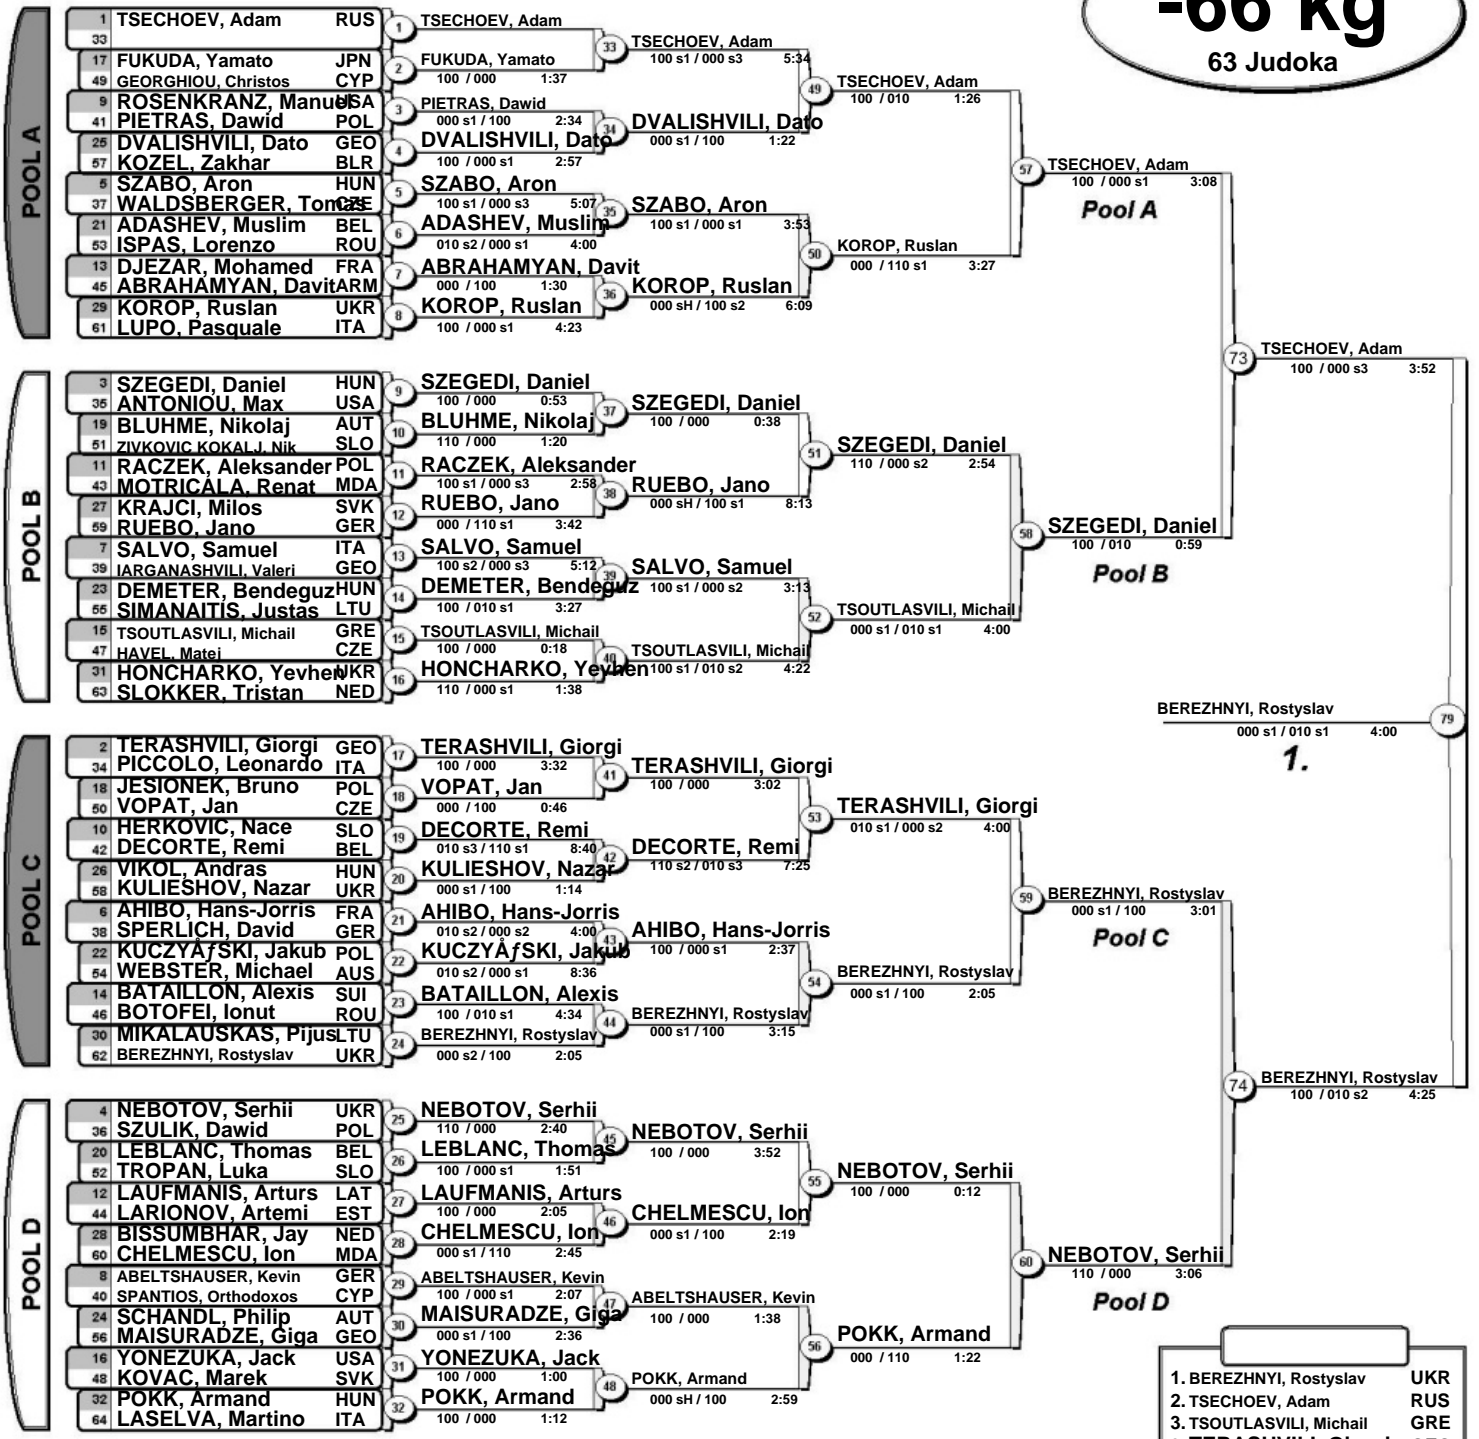 -66 kg
63 Judoka
POOL A
1 TSECHOEV, Adam RUS
33
17 FUKUDA, Yamato JPN
49 GEORGHIOU, Christos CYP
9 ROSENKRANZ, Manuel USA
41 PIETRAS, Dawid POL
25 DVALISHVILI, Dato GEO
57 KOZEL, Zakhar BLR
5 SZABO, Aron HUN
37 WALDSBERGER, Tomas CZE
21 ADASHEV, Muslim BEL
53 ISPAS, Lorenzo ROU
13 DJEZAR, Mohamed FRA
45 ABRAHAMYAN, Davit ARM
29 KOROP, Ruslan UKR
61 LUPO, Pasquale ITA
1 TSECHOEV, Adam
2 FUKUDA, Yamato
100 / 000 1:37
3 PIETRAS, Dawid
000 s1 / 100 2:34
4 DVALISHVILI, Dato
100 / 000 s1 2:57
5 SZABO, Aron
100 s1 / 000 s3 5:07
6 ADASHEV, Muslim
010 s2 / 000 s1 4:00
7 ABRAHAMYAN, Davit
000 / 100 1:30
8 KOROP, Ruslan
100 / 000 s1 4:23
33 TSECHOEV, Adam
100 s1 / 000 s3 5:34
34 DVALISHVILI, Dato
000 s1 / 100 1:22
35 SZABO, Aron
100 s1 / 000 s1 3:53
36 KOROP, Ruslan
000 sH / 100 s2 6:09
49 TSECHOEV, Adam
100 / 010 1:26
50 KOROP, Ruslan
000 / 110 s1 3:27
57 TSECHOEV, Adam
100 / 000 s1 3:08
Pool A
POOL B
3 SZEGEDI, Daniel HUN
35 ANTONIOU, Max USA
19 BLUHME, Nikolaj AUT
51 ZIVKOVIC KOKALJ, Nik SLO
11 RACZEK, Aleksander POL
43 MOTRICALA, Renat MDA
27 KRAJCI, Milos SVK
59 RUEBO, Jano GER
7 SALVO, Samuel ITA
39 IARGANASHVILI, Valeri GEO
23 DEMETER, Bendeguz HUN
55 SIMANAITIS, Justas LTU
15 TSOUTLASVILI, Michail GRE
47 HAVEL, Matej CZE
31 HONCHARKO, Yevhen UKR
63 SLOKKER, Tristan NED
9 SZEGEDI, Daniel
100 / 000 0:53
10 BLUHME, Nikolaj
110 / 000 1:20
11 RACZEK, Aleksander
100 s1 / 000 s3 2:58
12 RUEBO, Jano
000 / 110 s1 3:42
13 SALVO, Samuel
100 s2 / 000 s3 5:12
14 DEMETER, Bendeguz
100 / 010 s1 3:27
15 TSOUTLASVILI, Michail
100 / 000 0:18
16 HONCHARKO, Yevhen
110 / 000 s1 1:38
37 SZEGEDI, Daniel
100 / 000 0:38
38 RUEBO, Jano
000 sH / 100 s1 8:13
39 SALVO, Samuel
100 s1 / 000 s2 3:13
40 TSOUTLASVILI, Michail
100 s1 / 010 s2 4:22
51 SZEGEDI, Daniel
110 / 000 s2 2:54
52 TSOUTLASVILI, Michail
000 s1 / 010 s1 4:00
58 SZEGEDI, Daniel
100 / 010 0:59
Pool B
73 TSECHOEV, Adam
100 / 000 s3 3:52
BEREZHNYI, Rostyslav 79
000 s1 / 010 s1 4:00
1.
POOL C
2 TERASHVILI, Giorgi GEO
34 PICCOLO, Leonardo ITA
18 JESIONEK, Bruno POL
50 VOPAT, Jan CZE
10 HERKOVIC, Nace SLO
42 DECORTE, Remi BEL
26 VIKOL, Andras HUN
58 KULIESHOV, Nazar UKR
6 AHIBO, Hans-Jorris FRA
38 SPERLICH, David GER
22 KUCZYÅƒSKI, Jakub POL
54 WEBSTER, Michael AUS
14 BATAILLON, Alexis SUI
46 BOTOFEI, Ionut ROU
30 MIKALAUSKAS, Pijus LTU
62 BEREZHNYI, Rostyslav UKR
17 TERASHVILI, Giorgi
100 / 000 3:32
18 VOPAT, Jan
000 / 100 0:46
19 DECORTE, Remi
010 s3 / 110 s1 8:40
20 KULIESHOV, Nazar
000 s1 / 100 1:14
21 AHIBO, Hans-Jorris
010 s2 / 000 s2 4:00
22 KUCZYÅƒSKI, Jakub
010 s2 / 000 s1 8:36
23 BATAILLON, Alexis
100 / 010 s1 4:34
24 BEREZHNYI, Rostyslav
000 s2 / 100 2:05
41 TERASHVILI, Giorgi
100 / 000 3:02
42 DECORTE, Remi
110 s2 / 010 s3 7:25
43 AHIBO, Hans-Jorris
100 / 000 s1 2:37
44 BEREZHNYI, Rostyslav
000 s1 / 100 3:15
53 TERASHVILI, Giorgi
010 s1 / 000 s2 4:00
54 BEREZHNYI, Rostyslav
000 s1 / 100 2:05
59 BEREZHNYI, Rostyslav
000 s1 / 100 3:01
Pool C
74 BEREZHNYI, Rostyslav
100 / 010 s2 4:25
POOL D
4 NEBOTOV, Serhii UKR
36 SZULIK, Dawid POL
20 LEBLANC, Thomas BEL
52 TROPAN, Luka SLO
12 LAUFMANIS, Arturs LAT
44 LARIONOV, Artemi EST
28 BISSUMBHAR, Jay NED
60 CHELMESCU, Ion MDA
8 ABELTSHAUSER, Kevin GER
40 SPANTIOS, Orthodoxos CYP
24 SCHANDL, Philip AUT
56 MAISURADZE, Giga GEO
16 YONEZUKA, Jack USA
48 KOVAC, Marek SVK
32 POKK, Armand HUN
64 LASELVA, Martino ITA
25 NEBOTOV, Serhii
110 / 000 2:40
26 LEBLANC, Thomas
100 / 000 s1 1:51
27 LAUFMANIS, Arturs
100 / 000 2:05
28 CHELMESCU, Ion
000 s1 / 110 2:45
29 ABELTSHAUSER, Kevin
100 / 000 s1 2:07
30 MAISURADZE, Giga
000 s1 / 100 2:36
31 YONEZUKA, Jack
100 / 000 1:00
32 POKK, Armand
100 / 000 1:12
45 NEBOTOV, Serhii
100 / 000 3:52
46 CHELMESCU, Ion
000 s1 / 100 2:19
47 ABELTSHAUSER, Kevin
100 / 000 1:38
48 POKK, Armand
000 sH / 100 2:59
55 NEBOTOV, Serhii
100 / 000 0:12
56 POKK, Armand
000 / 110 1:22
60 NEBOTOV, Serhii
110 / 000 3:06
Pool D
1. BEREZHNYI, Rostyslav UKR
2. TSECHOEV, Adam RUS
3. TSOUTLASVILI, Michail GRE